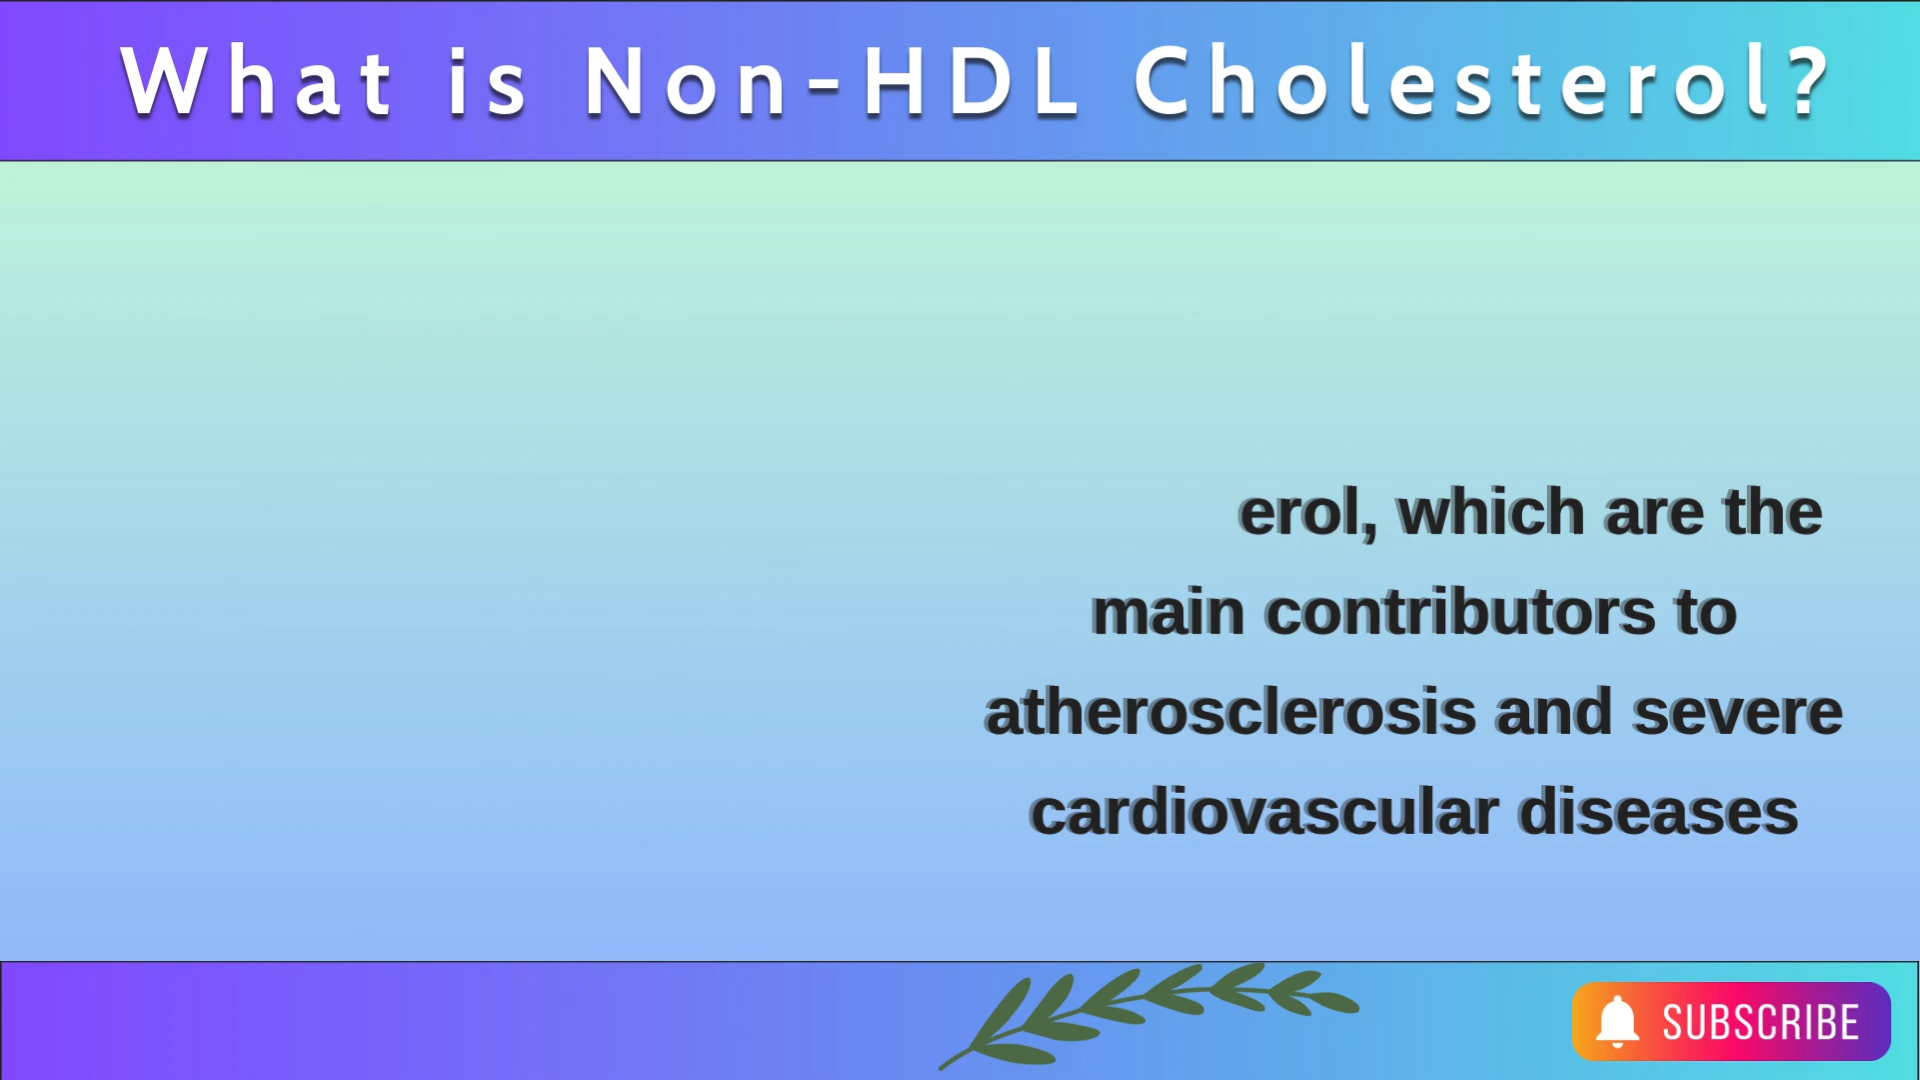 What is Non-HDL Cholesterol?
erol, which are the
main contributors to
atherosclerosis and severe
cardiovascular diseases
SUBSCRIBE